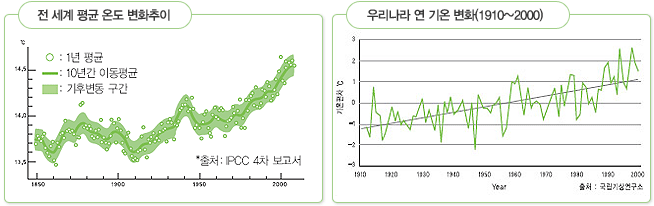 전 세계 평균 온도 변화추이
℃
○ : 1년 평균
: 10년간 이동평균
: 기후변동 구간
14.5
14.0
13.5
*출처: IPCC 4차 보고서
1850 1900 1950 2000
우리나라 연 기온 변화(1910~2000)
기온편차 ℃
3
2
1
0
-1
-2
-3
1910 1920 1930 1940 1950 1960 1970 1980 1990 2000
Year
출처 : 국립기상연구소